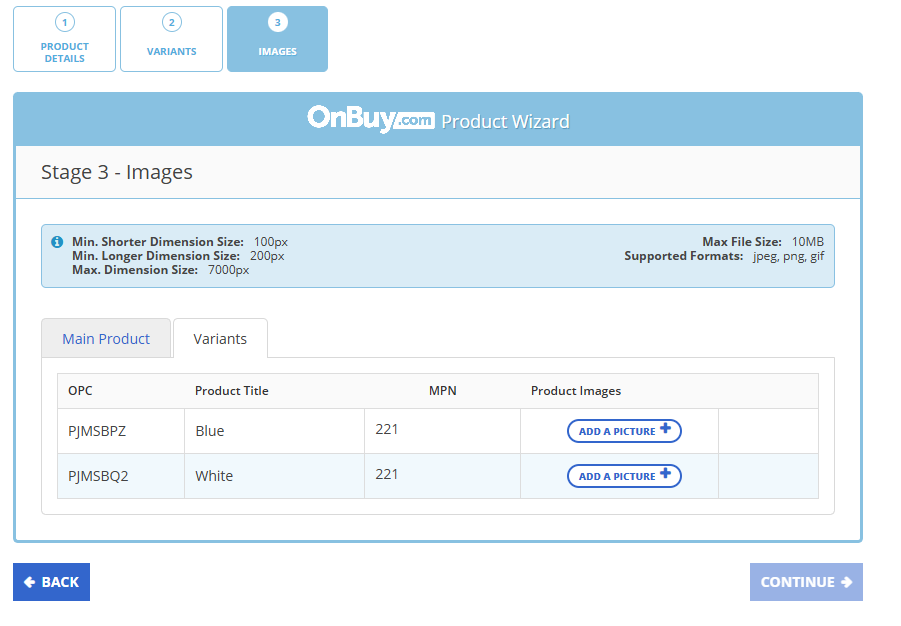 1
PRODUCT
DETAILS
2
VARIANTS
3
IMAGES
OnBuy.com Product Wizard
Stage 3 - Images
Min. Shorter Dimension Size: 100px
Min. Longer Dimension Size: 200px
Max. Dimension Size: 7000px
Max File Size: 10MB
Supported Formats: jpeg, png, gif
Main Product
Variants
OPC Product Title MPN Product Images
PJMSBPZ Blue 221 ADD A PICTURE
PJMSBQ2 White 221 ADD A PICTURE
BACK
CONTINUE